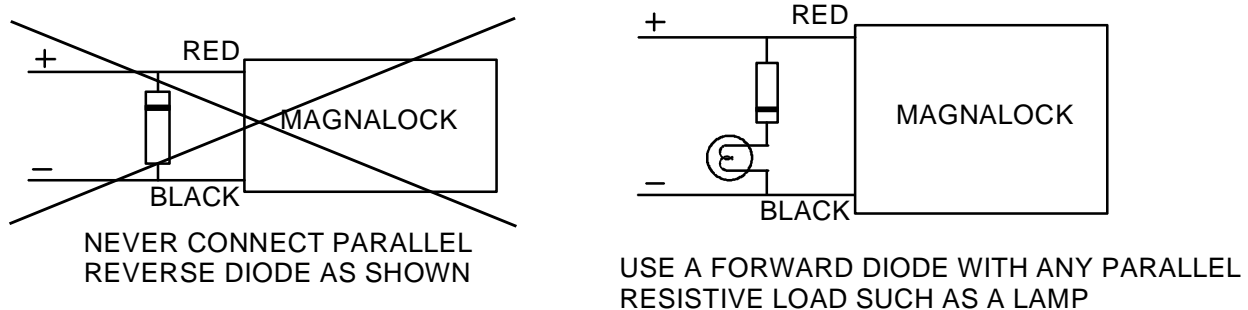 +
RED
MAGNALOCK
–
BLACK
NEVER CONNECT PARALLEL
REVERSE DIODE AS SHOWN
+
RED
MAGNALOCK
–
BLACK
USE A FORWARD DIODE WITH ANY PARALLEL
RESISTIVE LOAD SUCH AS A LAMP